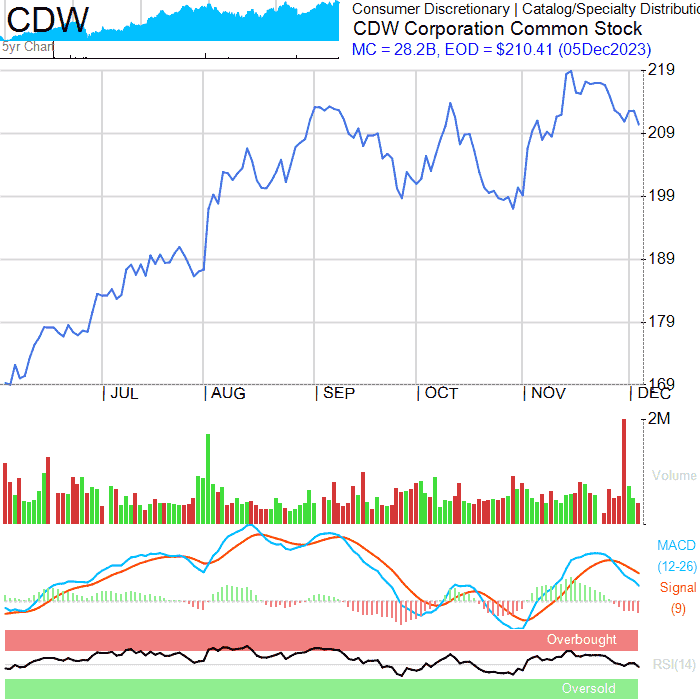 CDW
5yr Chart
Consumer Discretionary | Catalog/Specialty Distributio
CDW Corporation Common Stock
MC = 28.2B, EOD = $210.41 (05Dec2023)
219
209
199
189
179
169
| JUL | AUG | SEP | OCT | NOV | DEC
2M
Volume
MACD
(12-26)
Signal
(9)
Overbought
RSI(14)
Oversold